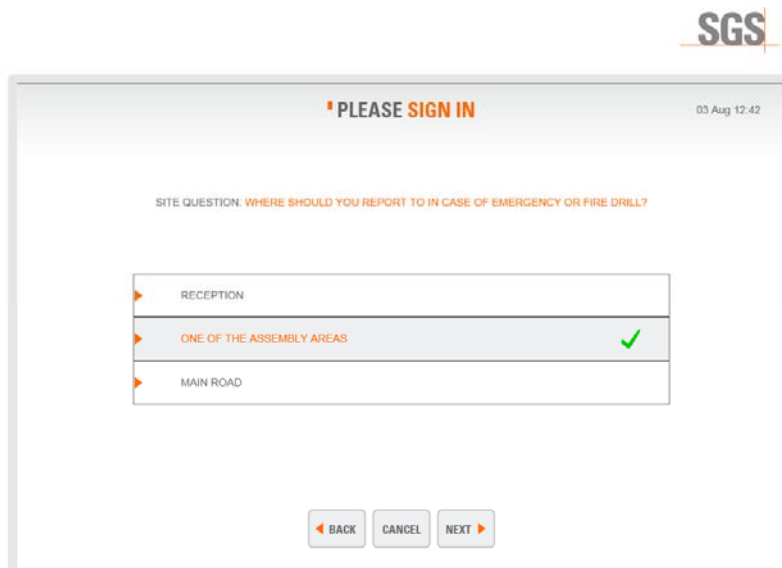 SGS
PLEASE SIGN IN
03 Aug 12:42
SITE QUESTION: WHERE SHOULD YOU REPORT TO IN CASE OF EMERGENCY OR FIRE DRILL?
RECEPTION
ONE OF THE ASSEMBLY AREAS
MAIN ROAD
BACK
CANCEL
NEXT